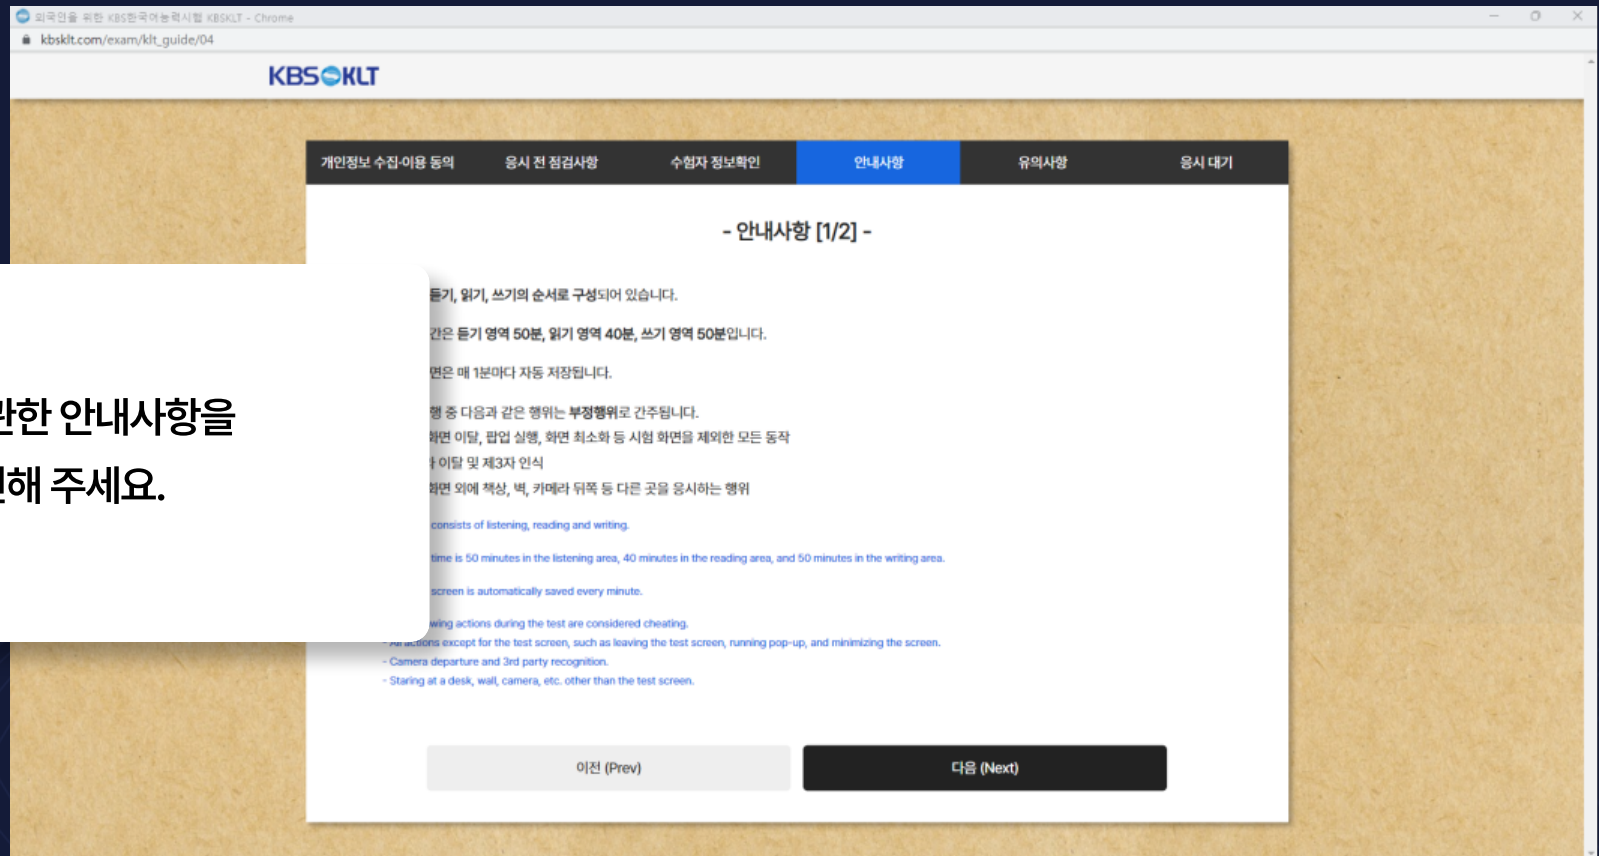 외국인을 위한 KBS한국어능력시험 KBSKLT - Chrome
kbsklt.com/exam/klt_guide/04
KBS KLT
개인정보 수집·이용 동의 응시 전 점검사항 수험자 정보확인 안내사항 유의사항 응시 대기
- 안내사항 [1/2] -
듣기, 읽기, 쓰기의 순서로 구성되어 있습니다.
간은 듣기 영역 50분, 읽기 영역 40분, 쓰기 영역 50분입니다.
면은 매 1분마다 자동 저장됩니다.
관한 안내사항을
행 중 다음과 같은 행위는 부정행위로 간주됩니다.
화면 이탈, 팝업 실행, 화면 최소화 등 시험 화면을 제외한 모든 동작
이탈 및 제3자 인식
해 주세요.
화면 외에 책상, 벽, 카메라 뒤쪽 등 다른 곳을 응시하는 행위
consists of listening, reading and writing.
time is 50 minutes in the listening area, 40 minutes in the reading area, and 50 minutes in the writing area.
screen is automatically saved every minute.
wing actions during the test are considered cheating.
- All actions except for the test screen, such as leaving the test screen, running pop-up, and minimizing the screen.
- Camera departure and 3rd party recognition.
- Staring at a desk, wall, camera, etc. other than the test screen.
이전 (Prev) 다음 (Next)